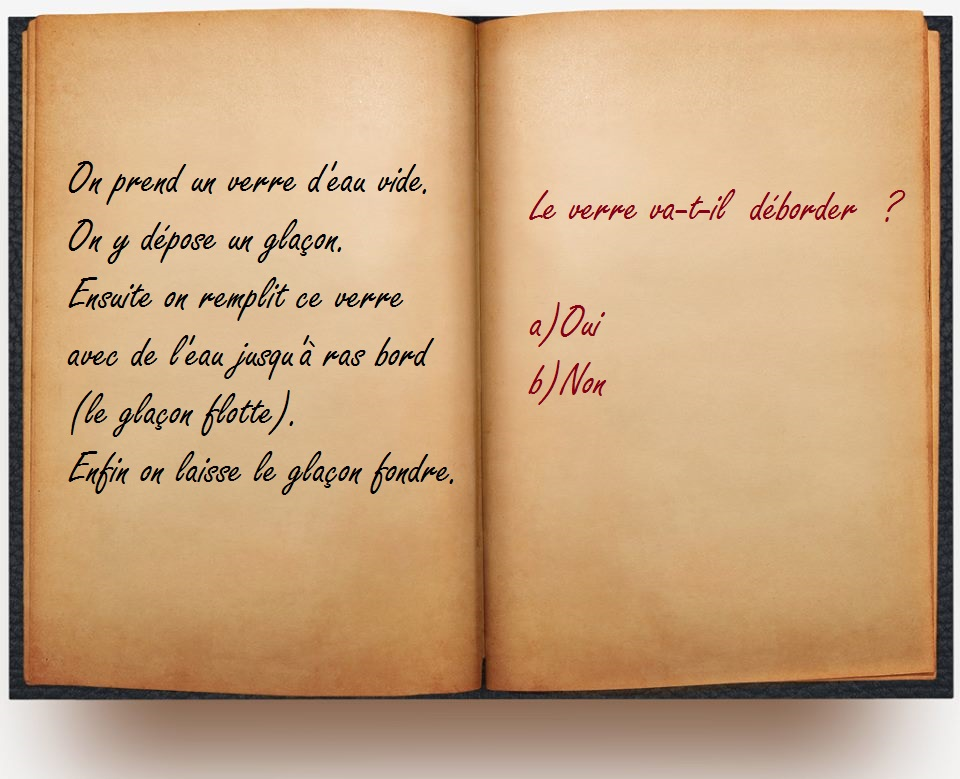 On prend un verre d'eau vide.
On y dépose un glaçon.
Ensuite on remplit ce verre
avec de l'eau jusqu'à ras bord
(le glaçon flotte).
Enfin on laisse le glaçon fondre.
Le verre va-t-il déborder ?
a)Oui
b)Non